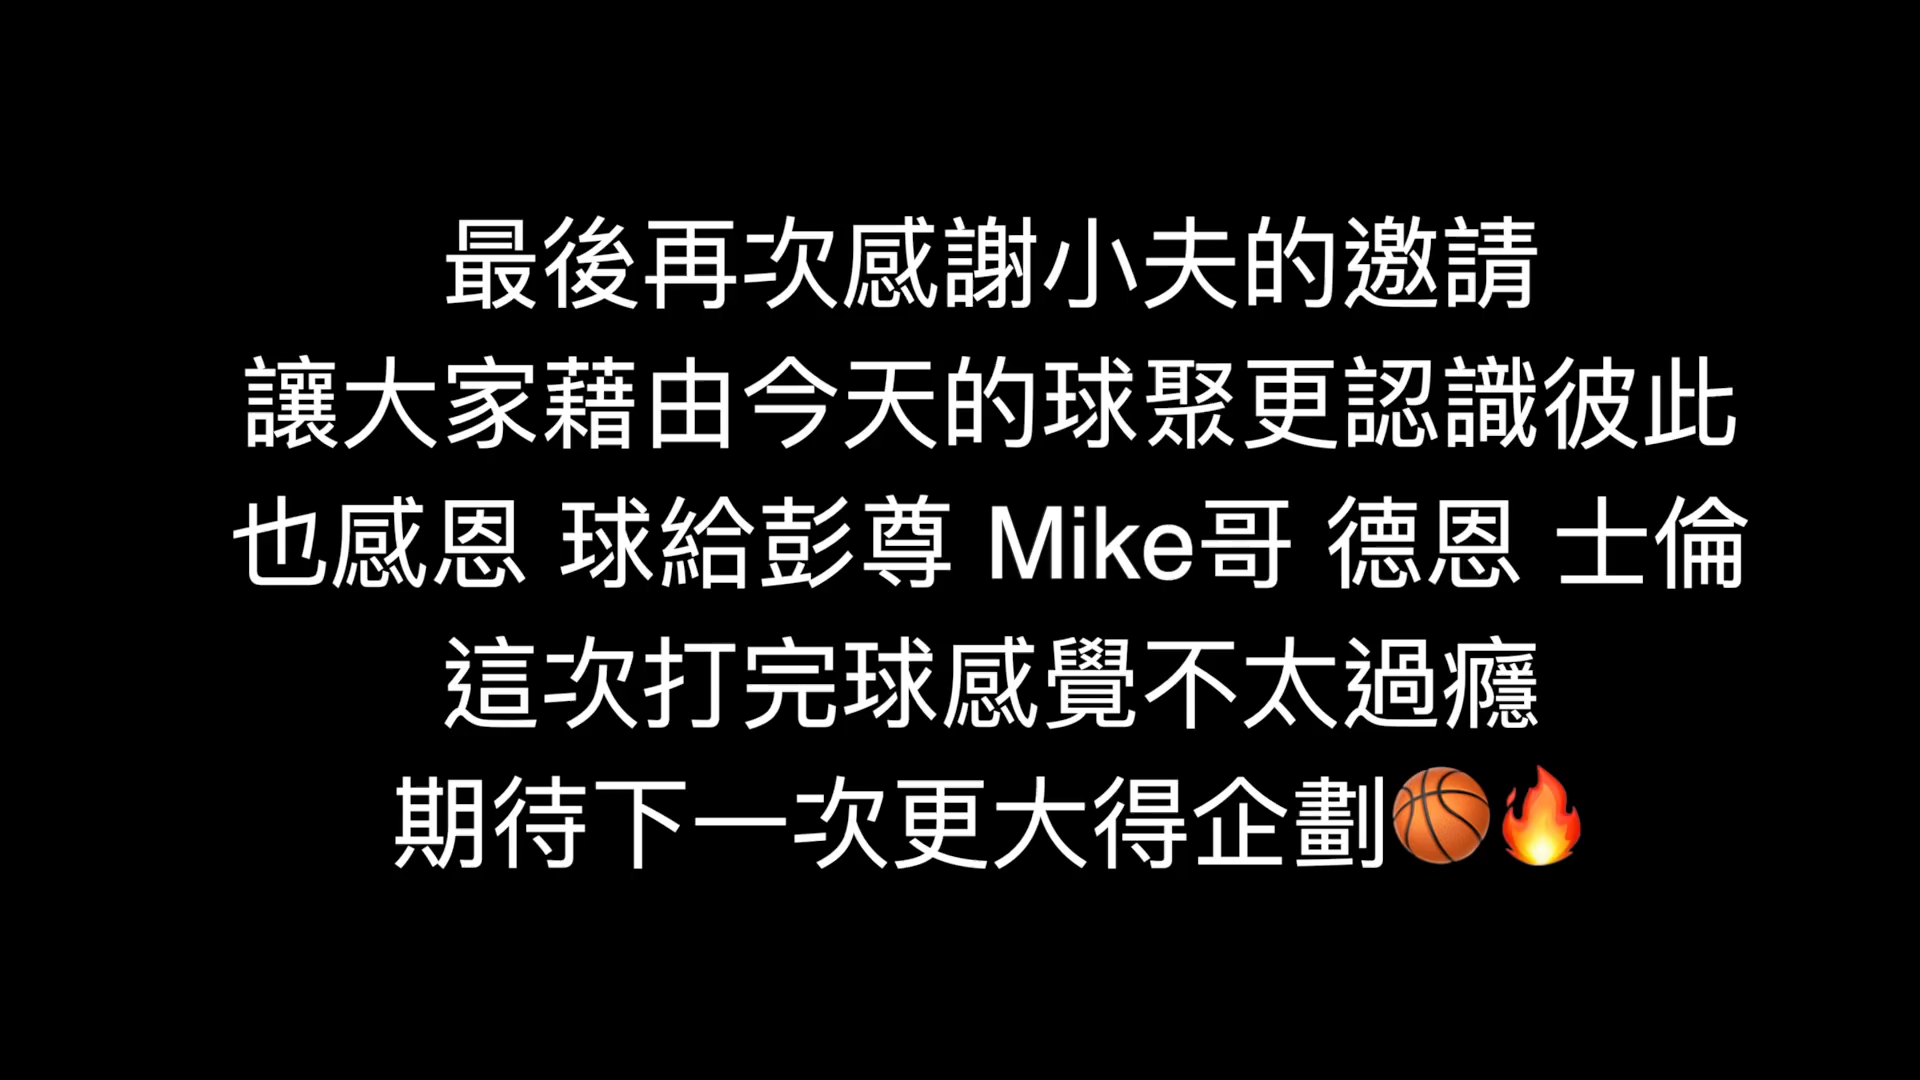 最後再次感謝小夫的邀請
讓大家藉由今天的球聚更認識彼此
也感恩 球給彭尊 Mike哥 德恩 士倫
這次打完球感覺不太過癮
期待下一次更大得企劃🏀🔥